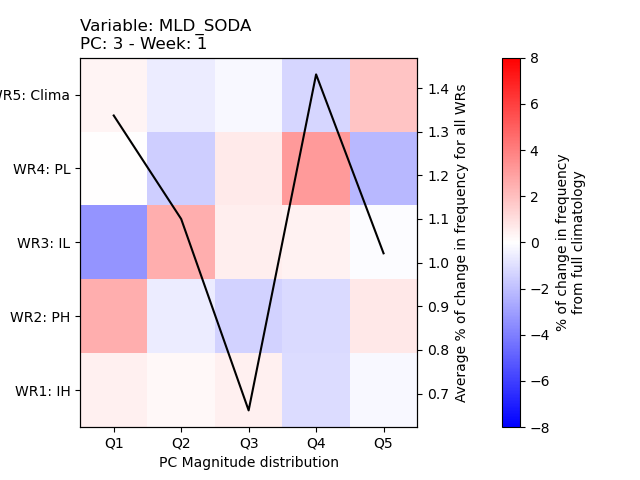 Variable: MLD_SODA
PC: 3 - Week: 1
WR5: Clima
WR4: PL
WR3: IL
WR2: PH
WR1: IH
Q1 Q2 Q3 Q4 Q5
PC Magnitude distribution
1.4
1.3
1.2
1.1
1.0
0.9
0.8
0.7
Average % of change in frequency for all WRs
8
6
4
2
0
−2
−4
−6
−8
% of change in frequency
from full climatology